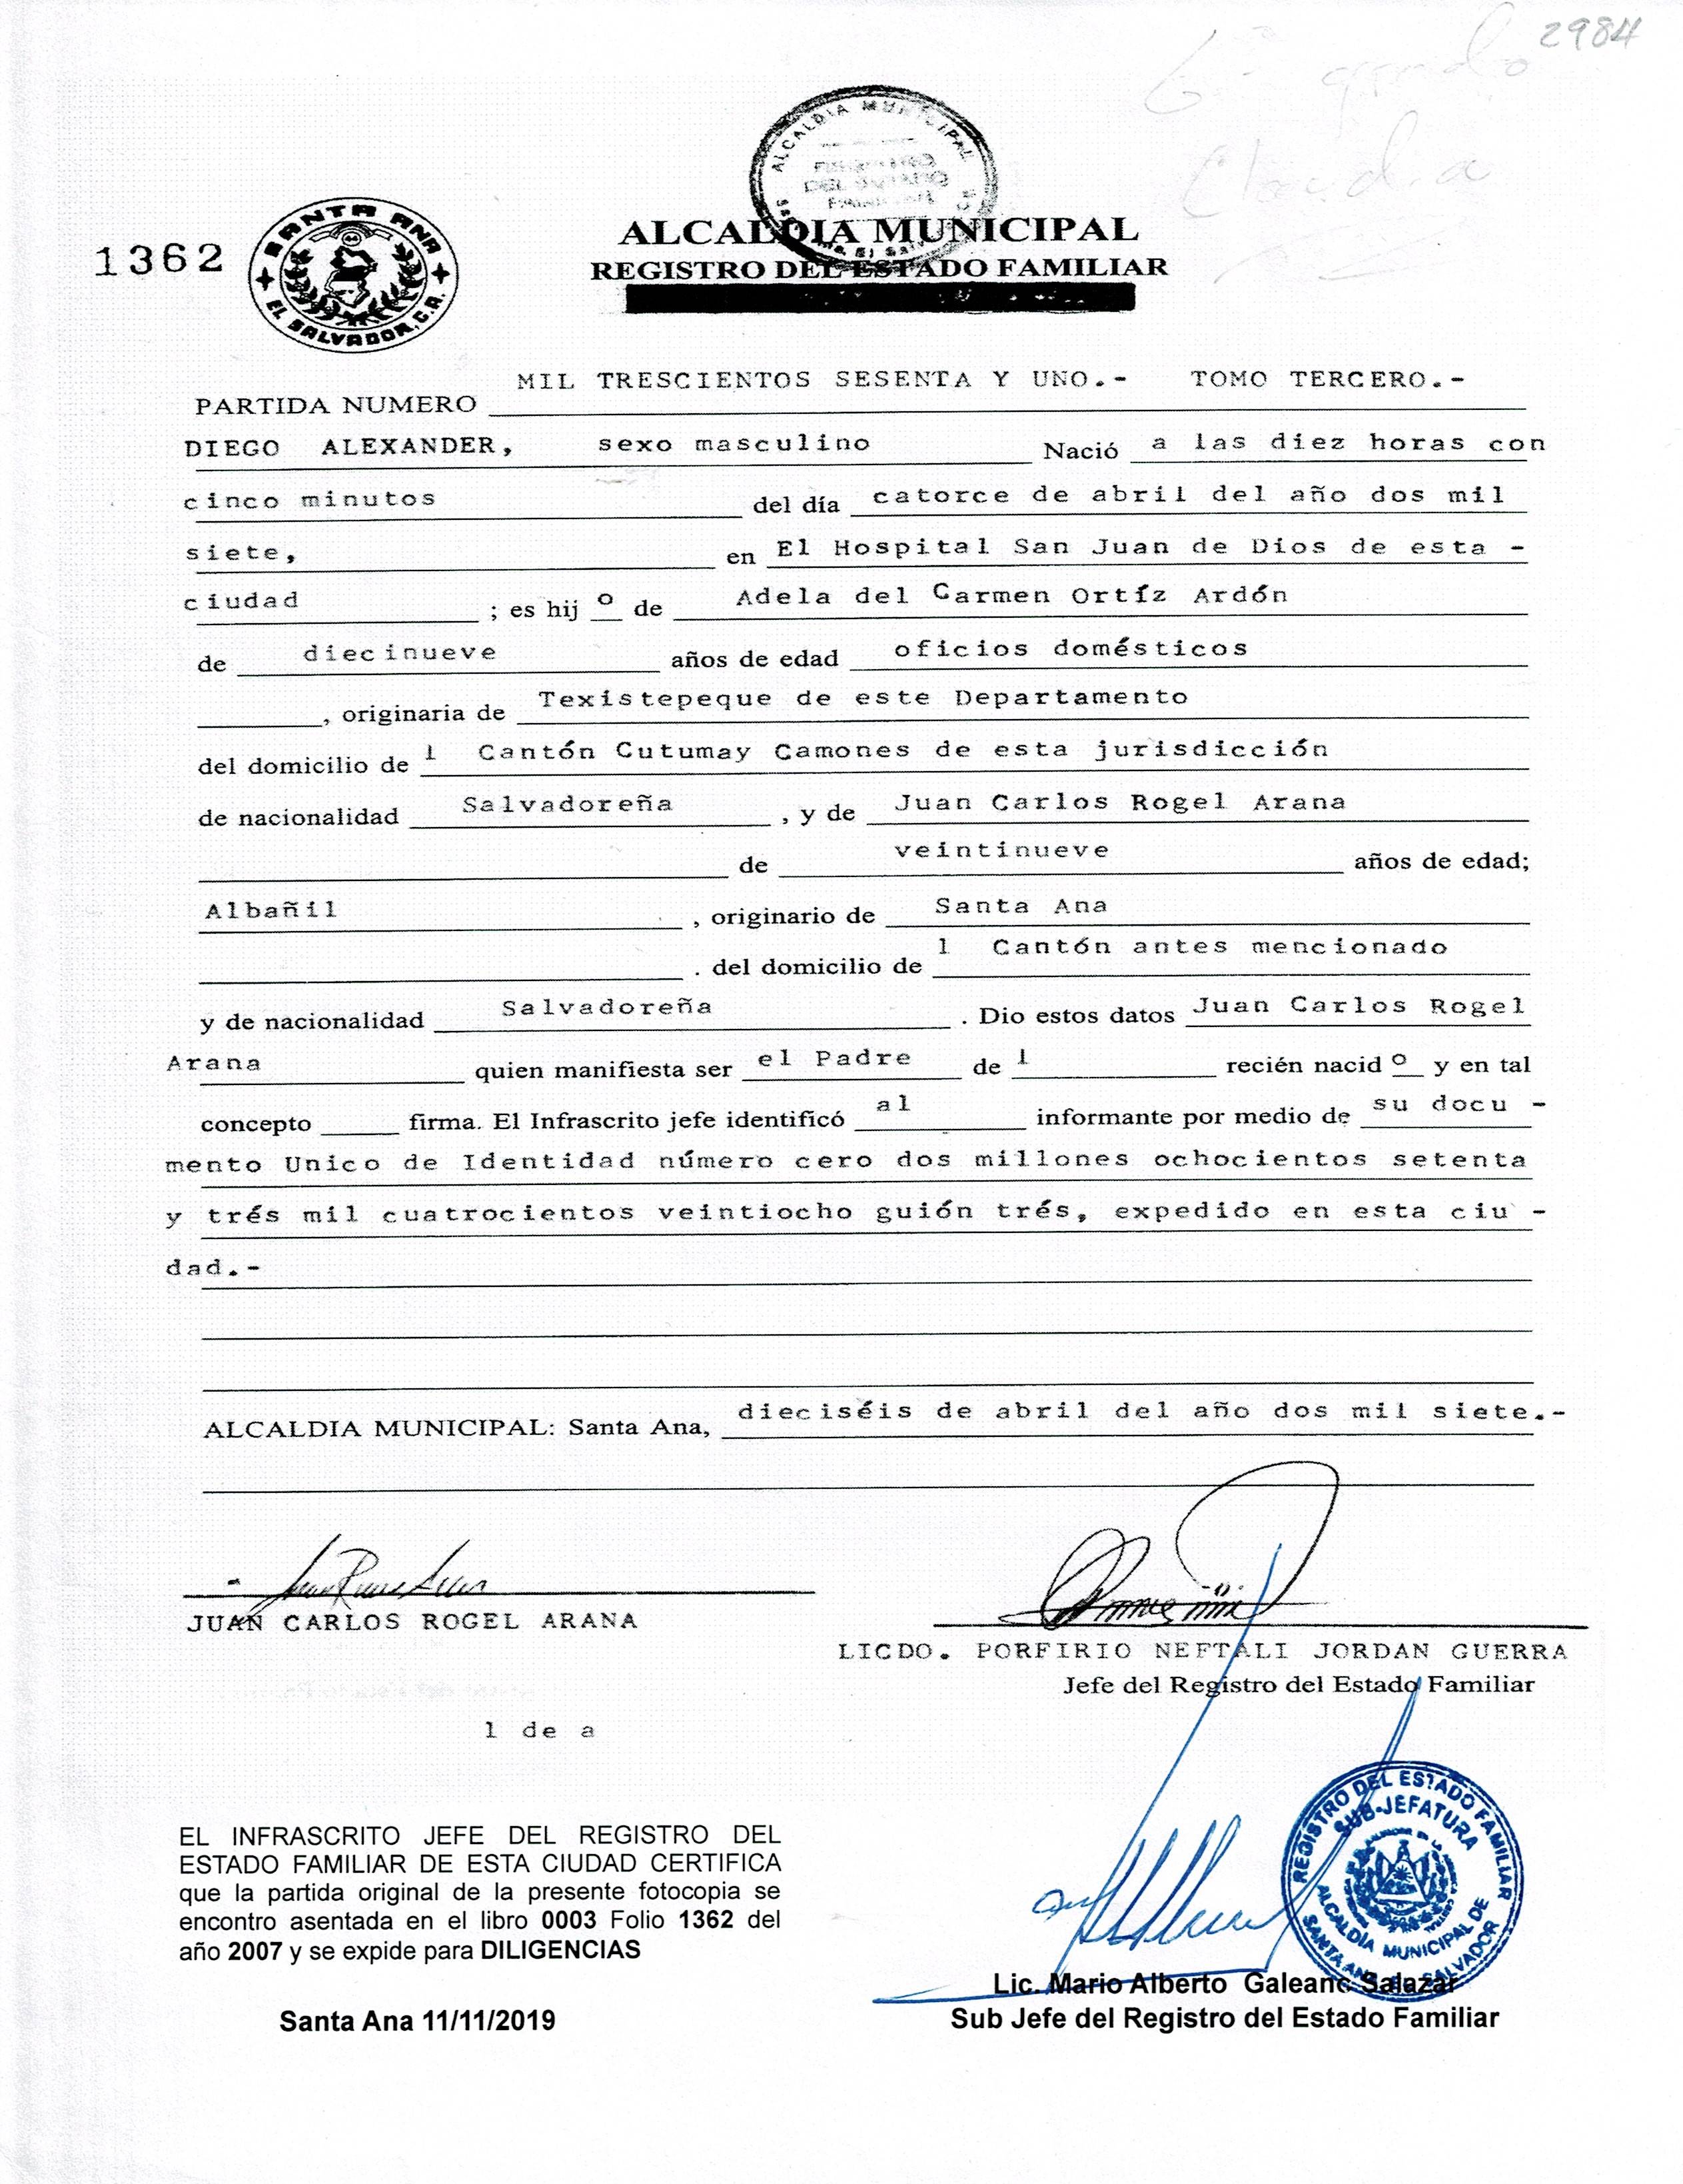 2984
6° grado
Claudia
ALCALDIA MUNICIPAL
1362
SANTA ANA
EL SALVADOR, C.A.
ALCALDIA MUNICIPAL
REGISTRO DEL ESTADO FAMILIAR
MIL TRESCIENTOS SESENTA Y UNO.- TOMO TERCERO.-
PARTIDA NUMERO
DIEGO ALEXANDER, sexo masculino Nació a las diez horas con
cinco minutos del día catorce de abril del año dos mil
siete, en El Hospital San Juan de Dios de esta -
ciudad ; es hij o de Adela del Carmen Ortíz Ardón
de diecinueve años de edad oficios domésticos
, originaria de Texistepeque de este Departamento
del domicilio de l Cantón Cutumay Camones de esta jurisdicción
de nacionalidad Salvadoreña , y de Juan Carlos Rogel Arana
de veintinueve años de edad;
Albañil , originario de Santa Ana
. del domicilio de l Cantón antes mencionado
y de nacionalidad Salvadoreña . Dio estos datos Juan Carlos Rogel
Arana quien manifiesta ser el Padre de l recién nacid o y en tal
concepto firma. El Infrascrito jefe identificó al informante por medio de su docu -
mento Unico de Identidad número cero dos millones ochocientos setenta
y trés mil cuatrocientos veintiocho guión trés, expedido en esta ciu -
dad.-
ALCALDIA MUNICIPAL: Santa Ana, dieciséis de abril del año dos mil siete.-
JUAN CARLOS ROGEL ARANA
LICDO. PORFIRIO NEFTALI JORDAN GUERRA
Jefe del Registro del Estado Familiar
l de a
EL INFRASCRITO JEFE DEL REGISTRO DEL
ESTADO FAMILIAR DE ESTA CIUDAD CERTIFICA
que la partida original de la presente fotocopia se
encontro asentada en el libro 0003 Folio 1362 del
año 2007 y se expide para DILIGENCIAS
Santa Ana 11/11/2019
REGISTRO DEL ESTADO FAMILIAR
SUB-JEFATURA
ALCALDÍA MUNICIPAL DE
SANTA ANA, EL SALVADOR
Lic. Mario Alberto Galeano Salazar
Sub Jefe del Registro del Estado Familiar